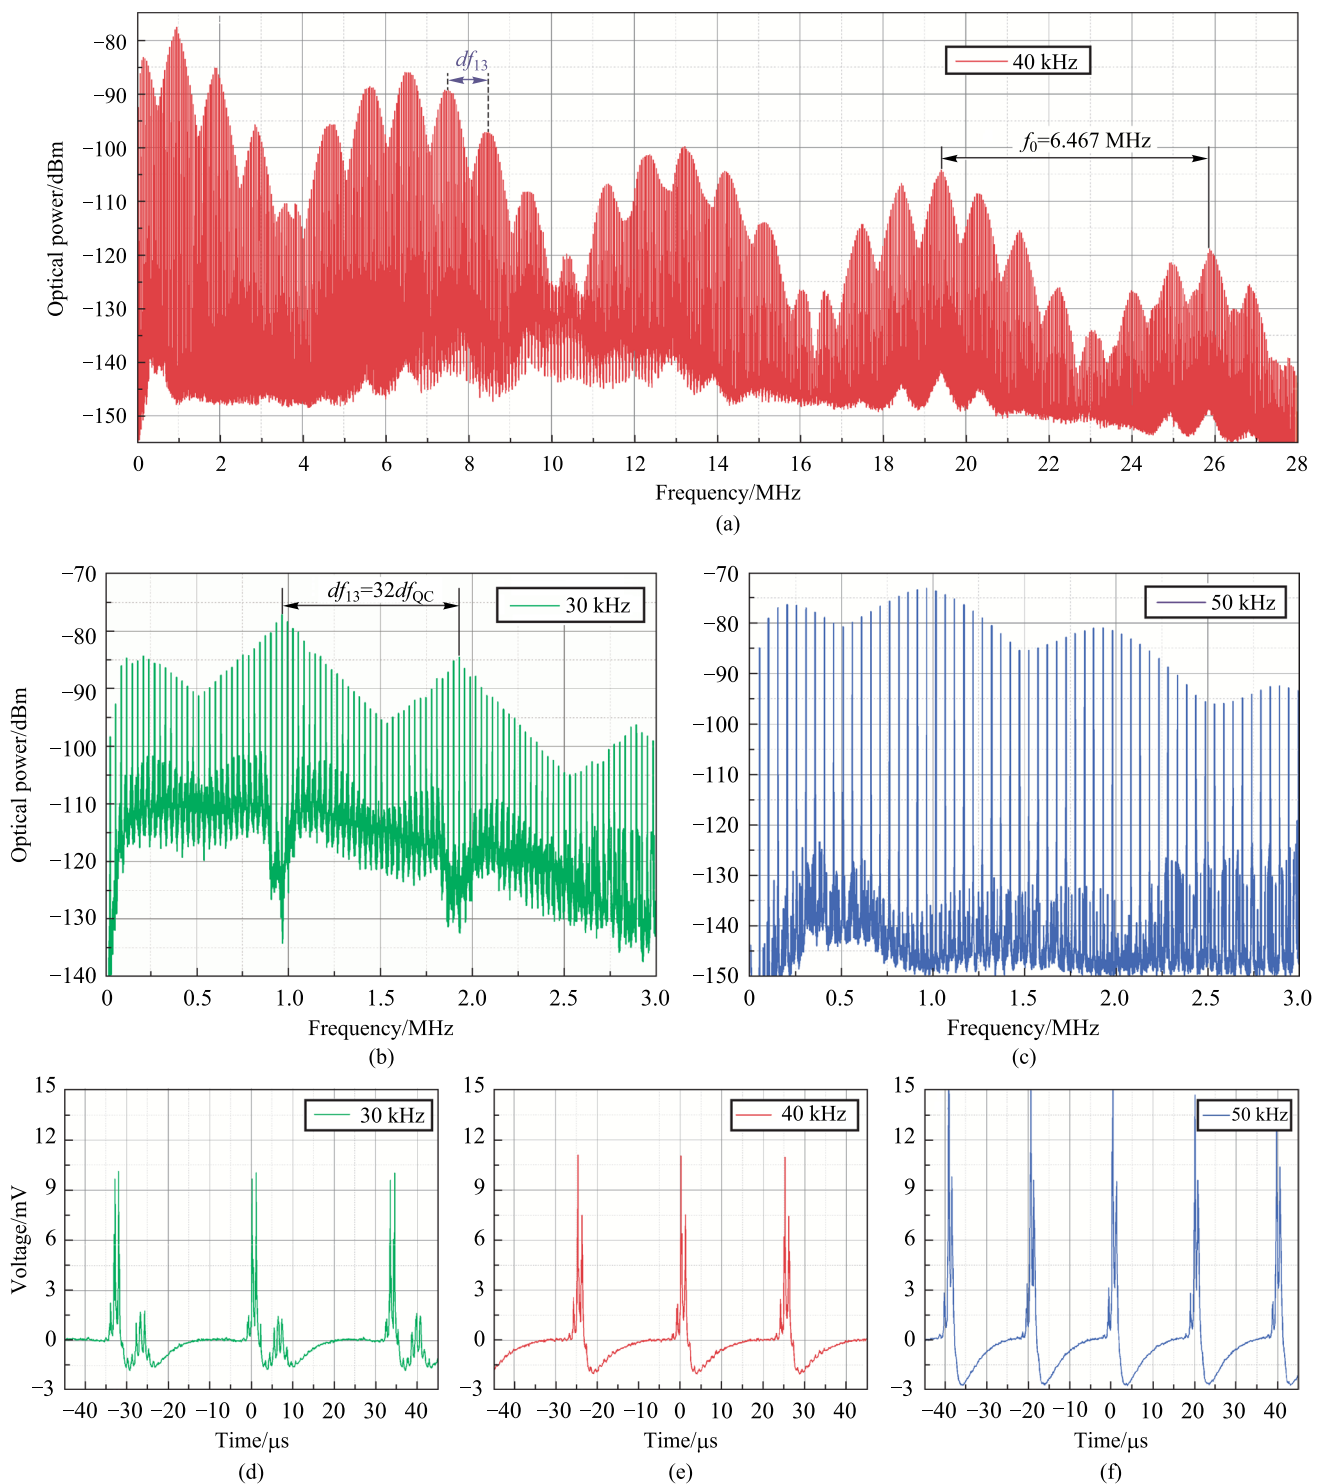 −80
−90
−100
−110
−120
−130
−140
−150
Optical power/dBm
df13
40 kHz
f0=6.467 MHz
0 2 4 6 8 10 12 14 16 18 20 22 24 26 28
Frequency/MHz
(a)
−70
−80
−90
−100
−110
−120
−130
−140
Optical power/dBm
df13=32dfQC
30 kHz
0 0.5 1.0 1.5 2.0 2.5 3.0
Frequency/MHz
(b)
−70
−80
−90
−100
−110
−120
−130
−140
−150
50 kHz
0 0.5 1.0 1.5 2.0 2.5 3.0
Frequency/MHz
(c)
15
12
9
6
3
0
−3
Voltage/mV
30 kHz
−40 −30 −20 −10 0 10 20 30 40
Time/μs
(d)
15
12
9
6
3
0
−3
40 kHz
−40 −30 −20 −10 0 10 20 30 40
Time/μs
(e)
15
12
9
6
3
0
−3
50 kHz
−40 −30 −20 −10 0 10 20 30 40
Time/μs
(f)